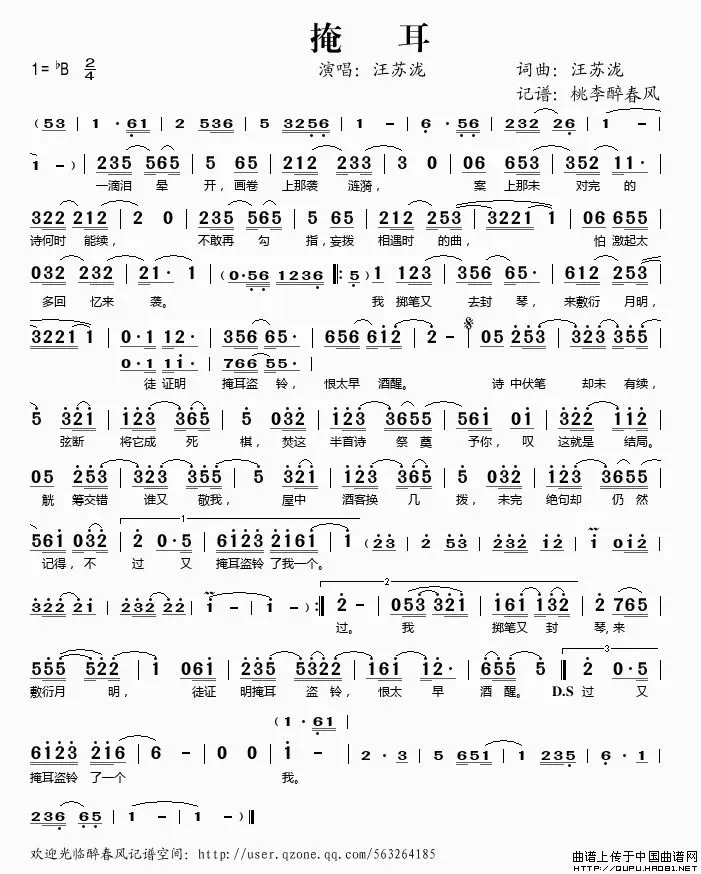 掩 耳
1= ♭B 2/4 演唱: 汪苏泷 词曲: 汪苏泷
记谱: 桃李醉春风
(53 | 1 · 61 | 2 536 | 5 3256 | 1 - | 6 · 56 | 232 26 | 1 - |
1 -) | 235 565 | 5 65 | 212 233 | 3 0 | 06 653 | 352 11· |
一滴泪 晕 开, 画卷 上那袭 涟漪, 案 上那未 对完 的
322 212 | 2 0 | 235 565 | 5 65 | 212 253 | 3221 1 | 06 655 |
诗何时 能续, 不敢再 勾 指, 妄拨 相遇时 的曲, 怕 激起太
032 232 | 21· 1 | (0·56 1236 ‖: 5) 1 123 | 356 65· | 612 253 |
多回 忆来 袭。 我 掷笔又 去封 琴, 来敷衍 月明,
3221 1 | 0·1 12· | 356 65· | 656 612 | 2 - | 05 253 | 323 355 |
0·1 11· | 766 55· |
徒 证明 掩耳盗 铃, 恨太早 酒醒。 诗 中伏笔 却未 有续,
5 321 | 123 365 | 5 032 | 123 3655 | 561 01 | 322 112 |
弦断 将它成 死 棋, 焚这 半首诗 祭 奠 予你, 叹 这就是 结局。
05 253 | 323 355 | 5 321 | 123 365 | 5 032 | 123 3655 |
觥 筹交错 谁又 敬我, 屋中 酒客换 几 拨, 未完 绝句却 仍 然
1
561 032 | 2 0·5 | 6123 2161 | 1 (23 | 2 53 | 232 12 | 1 012 |
记得, 不 过 又 掩耳盗铃 了我一个。
2
322 21 | 232 22 | 1 - | 1 -) :‖ 2 - | 053 321 | 161 132 | 2 765 |
过。 我 掷笔又 封 琴, 来
3
555 522 | 1 061 | 235 5322 | 161 12· | 655 5 ‖ 2 0·5 |
敷衍月 明, 徒证 明掩耳 盗 铃, 恨太 早 酒 醒。 D.S 过 又
(1 · 61 |
6123 216 | 6 - | 0 0 | 1 - | 2 · 3 | 5 651 | 1 235 | 6 · 1 |
掩耳盗铃 了一个 我。
236 65 | 1 - | 1 -) ‖
欢迎光临醉春风记谱空间: http://user.qzone.qq.com/563264185
曲谱上传于中国曲谱网
HTTP://QUPU.HAO81.NET